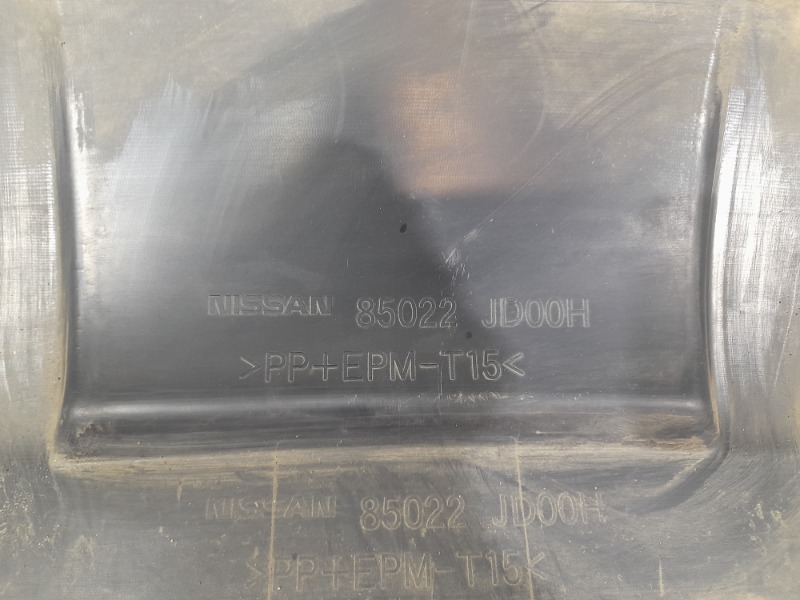 NISSAN 85022 JD00H
>PP+EPM-T15<
NISSAN 85022 JD00H
>PP+EPM-T15<